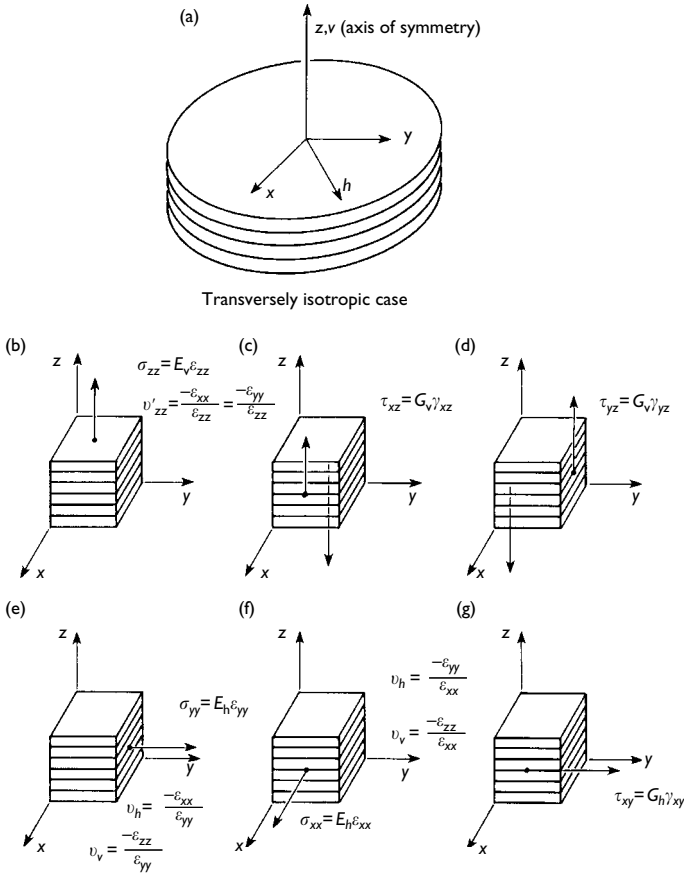 (a)
z,v (axis of symmetry)
y
x
h
Transversely isotropic case
(b)
z
σzz = Evεzz
υ'zz = −εxx/εzz = −εyy/εzz
y
x
(c)
z
τxz = Gvγxz
y
x
(d)
z
τyz = Gvγyz
y
x
(e)
z
σyy = Ehεyy
y
υh = −εxx/εyy
x
υv = −εzz/εyy
(f)
z
υh = −εyy/εxx
υv = −εzz/εxx
y
σxx = Ehεxx
x
(g)
z
y
τxy = Ghγxy
x